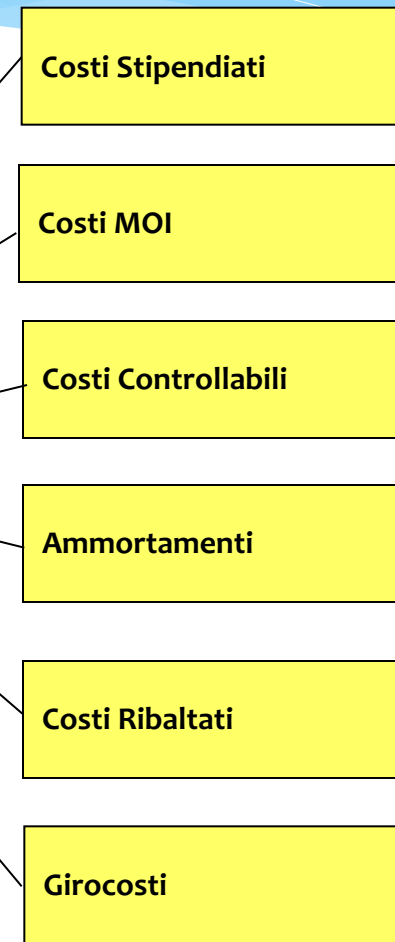 Costi Stipendiati
Costi MOI
Costi Controllabili
Ammortamenti
Costi Ribaltati
Girocosti